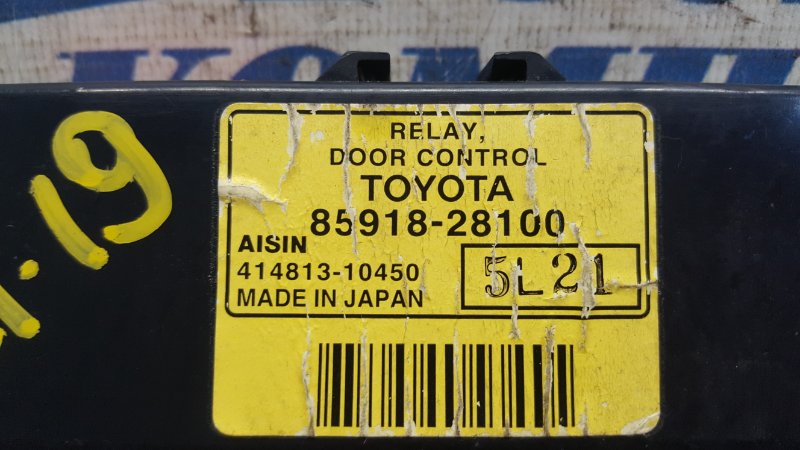 RELAY,
DOOR CONTROL
TOYOTA
85918-28100
AISIN
414813-10450
5L21
MADE IN JAPAN